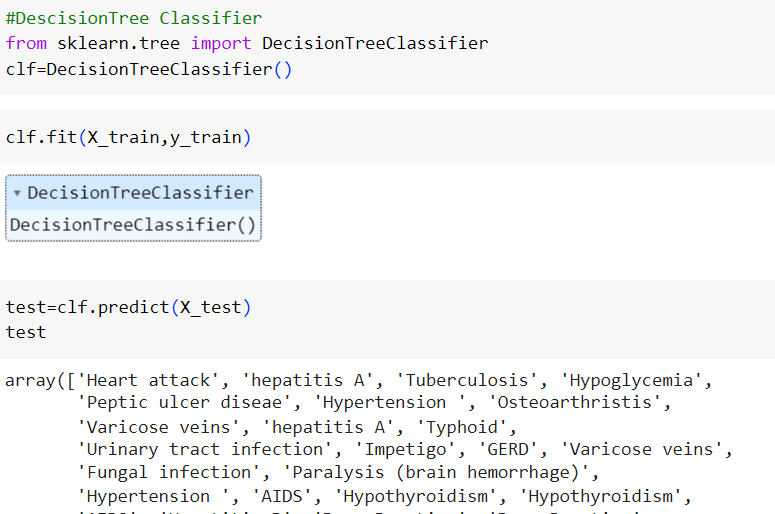 #DescisionTree Classifier
from sklearn.tree import DecisionTreeClassifier
clf=DecisionTreeClassifier()
clf.fit(X_train,y_train)
▾ DecisionTreeClassifier
DecisionTreeClassifier()
test=clf.predict(X_test)
test
array(['Heart attack', 'hepatitis A', 'Tuberculosis', 'Hypoglycemia',
'Peptic ulcer diseae', 'Hypertension ', 'Osteoarthristis',
'Varicose veins', 'hepatitis A', 'Typhoid',
'Urinary tract infection', 'Impetigo', 'GERD', 'Varicose veins',
'Fungal infection', 'Paralysis (brain hemorrhage)',
'Hypertension ', 'AIDS', 'Hypothyroidism', 'Hypothyroidism',